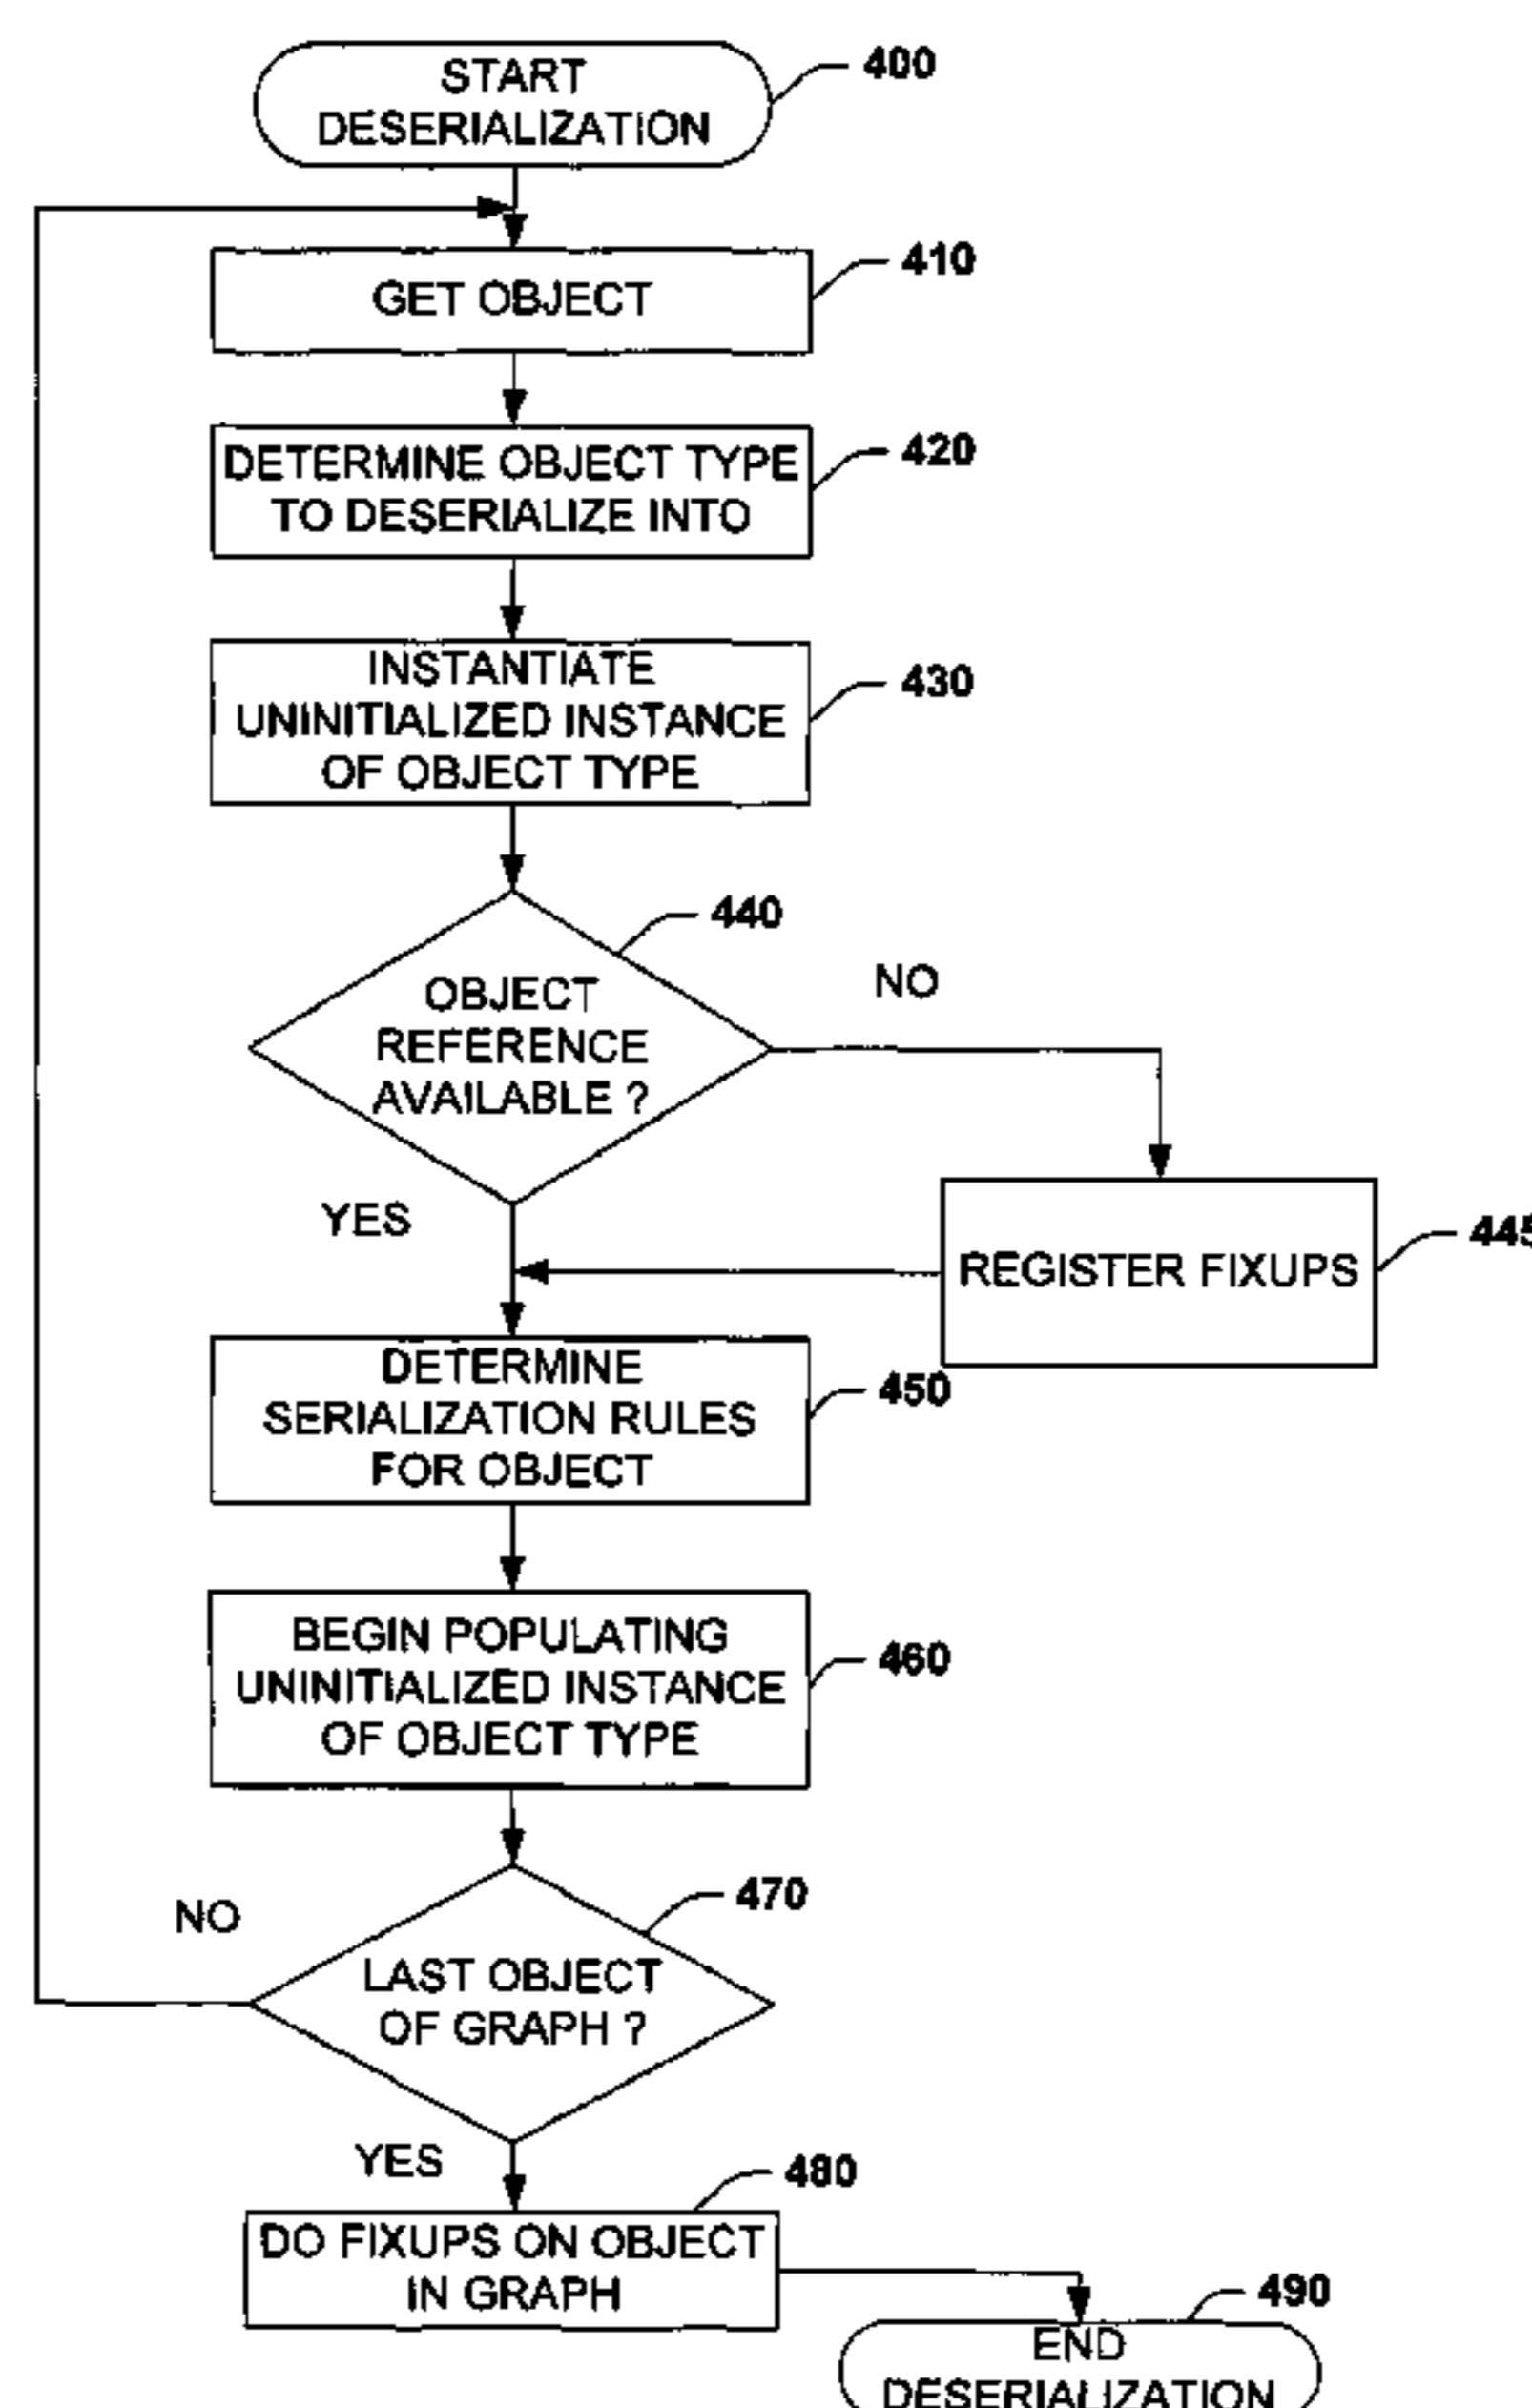 START
DESERIALIZATION
400
GET OBJECT
410
DETERMINE OBJECT TYPE
TO DESERIALIZE INTO
420
INSTANTIATE
UNINITIALIZED INSTANCE
OF OBJECT TYPE
430
440
OBJECT
REFERENCE
AVAILABLE ?
NO
YES
REGISTER FIXUPS
445
DETERMINE
SERIALIZATION RULES
FOR OBJECT
450
BEGIN POPULATING
UNINITIALIZED INSTANCE
OF OBJECT TYPE
460
470
NO
LAST OBJECT
OF GRAPH ?
YES
480
DO FIXUPS ON OBJECT
IN GRAPH
490
END
DESERIALIZATION